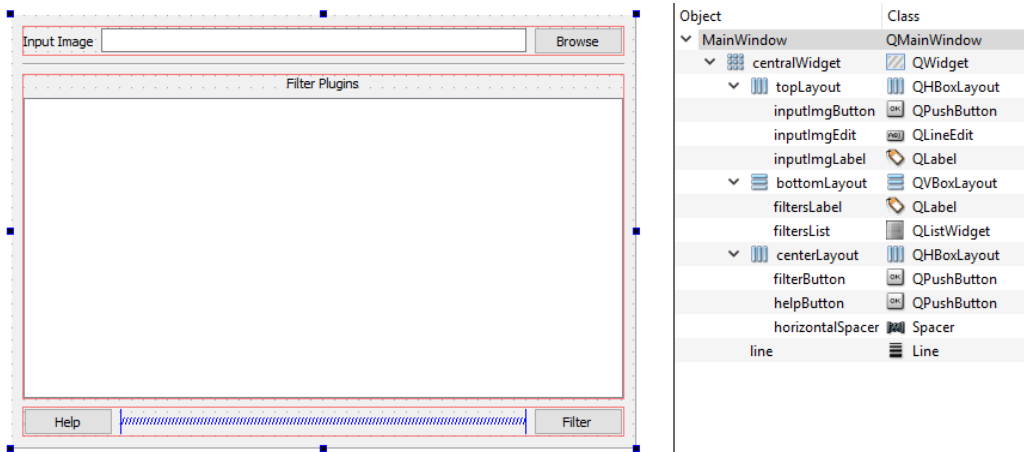 Input Image
Browse
Filter Plugins
Help
Filter
Object Class
MainWindow QMainWindow
centralWidget QWidget
topLayout QHBoxLayout
inputImgButton QPushButton
inputImgEdit QLineEdit
inputImgLabel QLabel
bottomLayout QVBoxLayout
filtersLabel QLabel
filtersList QListWidget
centerLayout QHBoxLayout
filterButton QPushButton
helpButton QPushButton
horizontalSpacer Spacer
line Line